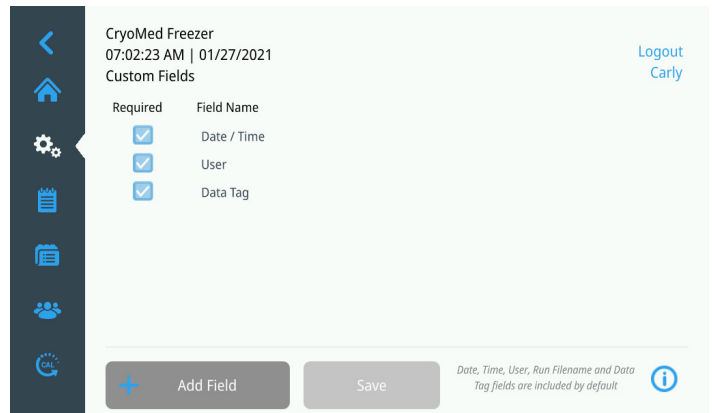 CryoMed Freezer
07:02:23 AM | 01/27/2021
Custom Fields
Logout
Carly
Required Field Name
Date / Time
User
Data Tag
CAL
Add Field
Save
Date, Time, User, Run Filename and Data
Tag fields are included by default